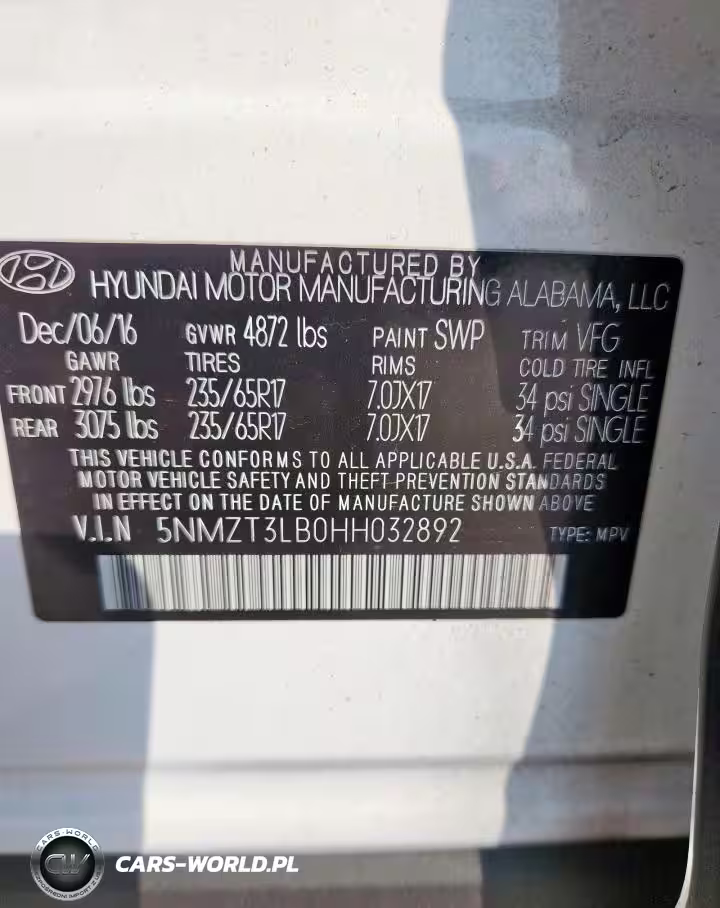 MANUFACTURED BY
HYUNDAI MOTOR MANUFACTURING ALABAMA, LLC
Dec/06/16 GVWR 4872 lbs PAINT SWP TRIM VFG
GAWR TIRES RIMS COLD TIRE INFL
FRONT 2976 lbs 235/65R17 7.0JX17 34 psi SINGLE
REAR 3075 lbs 235/65R17 7.0JX17 34 psi SINGLE
THIS VEHICLE CONFORMS TO ALL APPLICABLE U.S.A. FEDERAL
MOTOR VEHICLE SAFETY AND THEFT PREVENTION STANDARDS
IN EFFECT ON THE DATE OF MANUFACTURE SHOWN ABOVE
V.I.N 5NMZT3LB0HH032892 TYPE: MPV
CARS-WORLD
CW
CARS-WORLD.PL